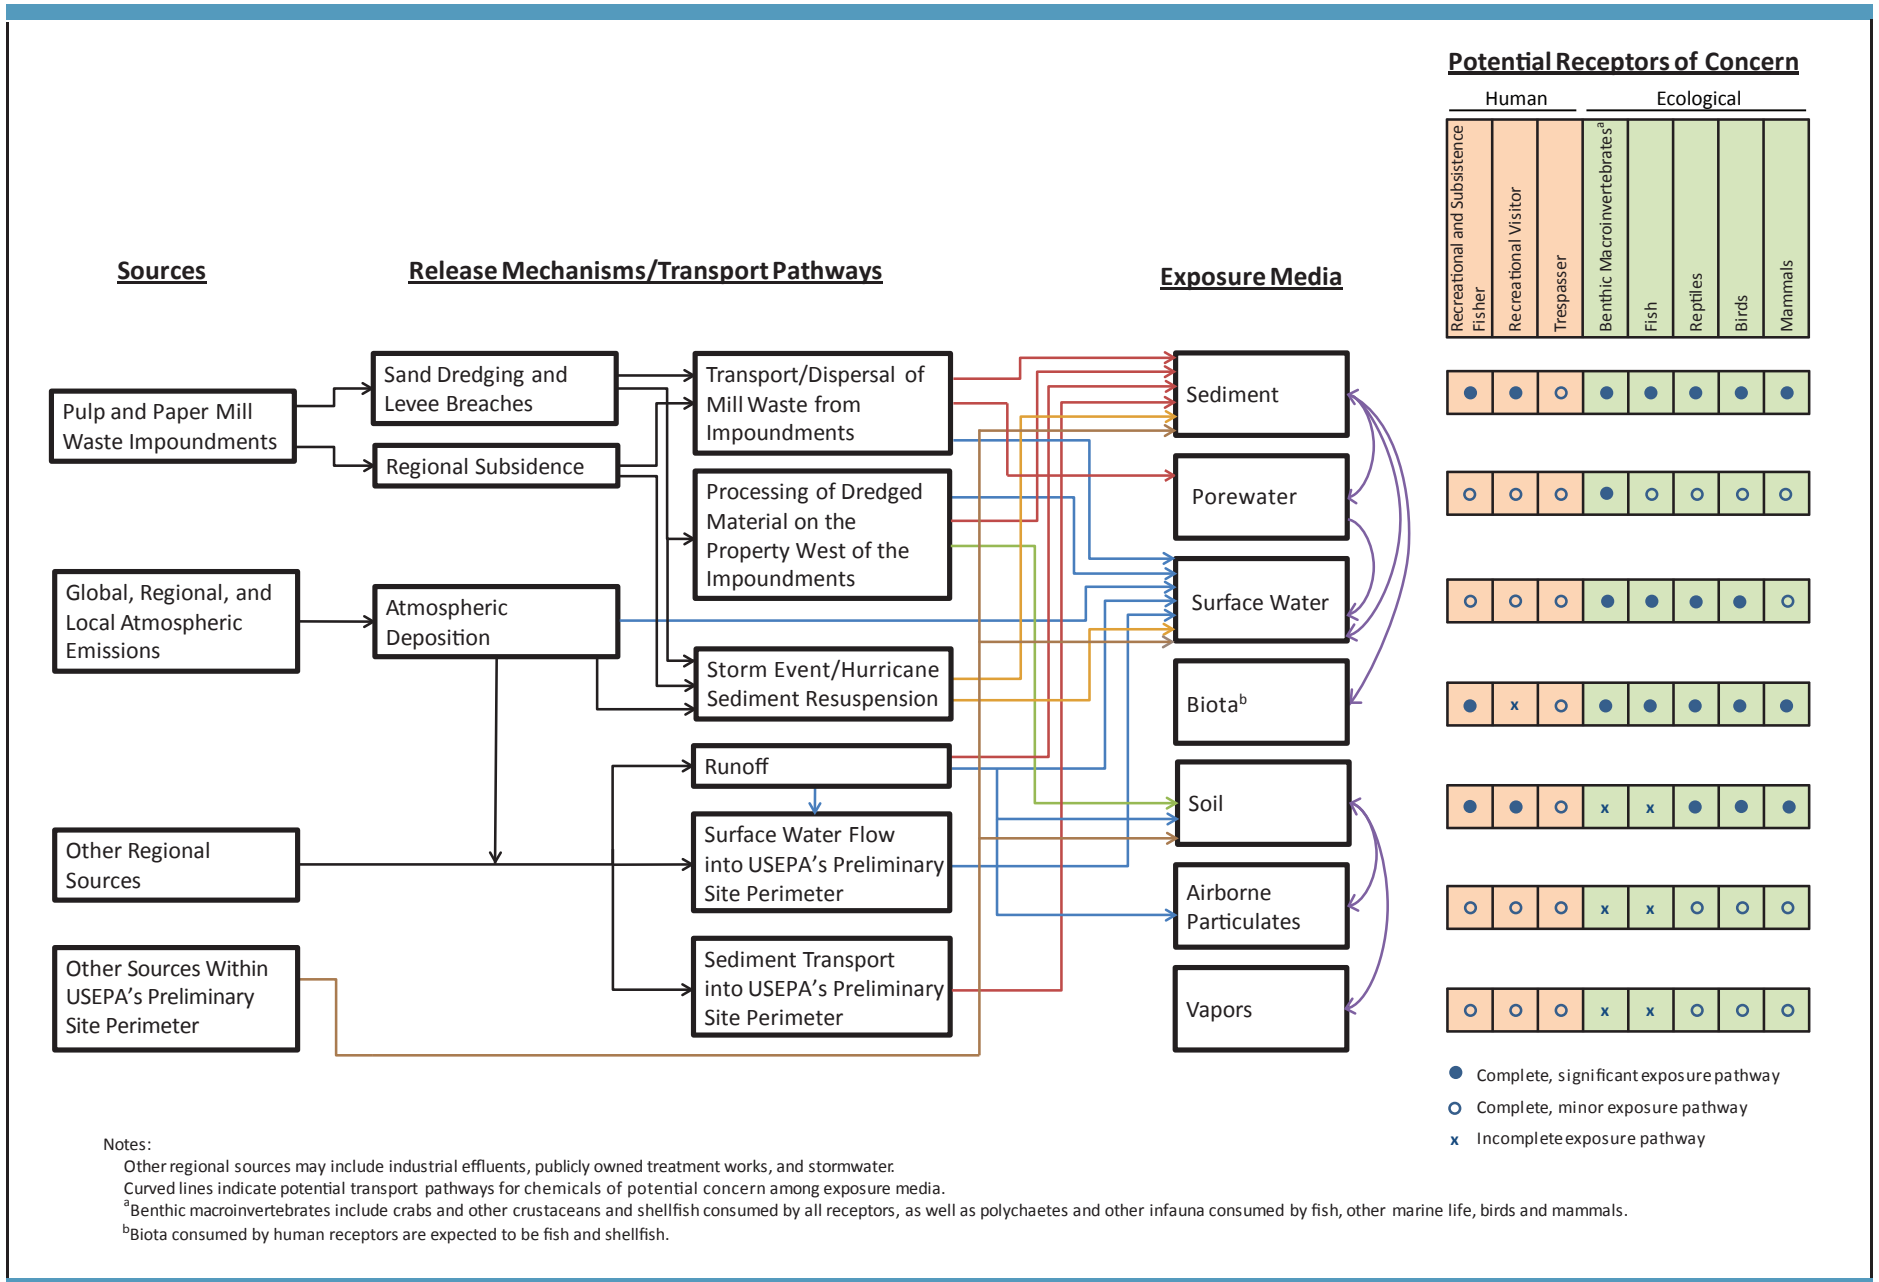 Potential Receptors of Concern
Human
Ecological
Recreational and Subsistence
Fisher
Recreational Visitor
Trespasser
Benthic Macroinvertebratesᵃ
Fish
Reptiles
Birds
Mammals
Sources
Release Mechanisms/Transport Pathways
Exposure Media
Pulp and Paper Mill
Waste Impoundments
Sand Dredging and
Levee Breaches
Regional Subsidence
Transport/Dispersal of
Mill Waste from
Impoundments
Processing of Dredged
Material on the
Property West of the
Impoundments
Global, Regional, and
Local Atmospheric
Emissions
Atmospheric
Deposition
Storm Event/Hurricane
Sediment Resuspension
Runoff
Other Regional
Sources
Surface Water Flow
into USEPA's Preliminary
Site Perimeter
Other Sources Within
USEPA's Preliminary
Site Perimeter
Sediment Transport
into USEPA's Preliminary
Site Perimeter
Sediment
Porewater
Surface Water
Biotaᵇ
x
Soil
x x
Airborne
Particulates
x x
Vapors
x x
Complete, significant exposure pathway
Complete, minor exposure pathway
x Incomplete exposure pathway
Notes:
Other regional sources may include industrial effluents, publicly owned treatment works, and stormwater.
Curved lines indicate potential transport pathways for chemicals of potential concern among exposure media.
ᵃBenthic macroinvertebrates include crabs and other crustaceans and shellfish consumed by all receptors, as well as polychaetes and other infauna consumed by fish, other marine life, birds and mammals.
ᵇBiota consumed by human receptors are expected to be fish and shellfish.